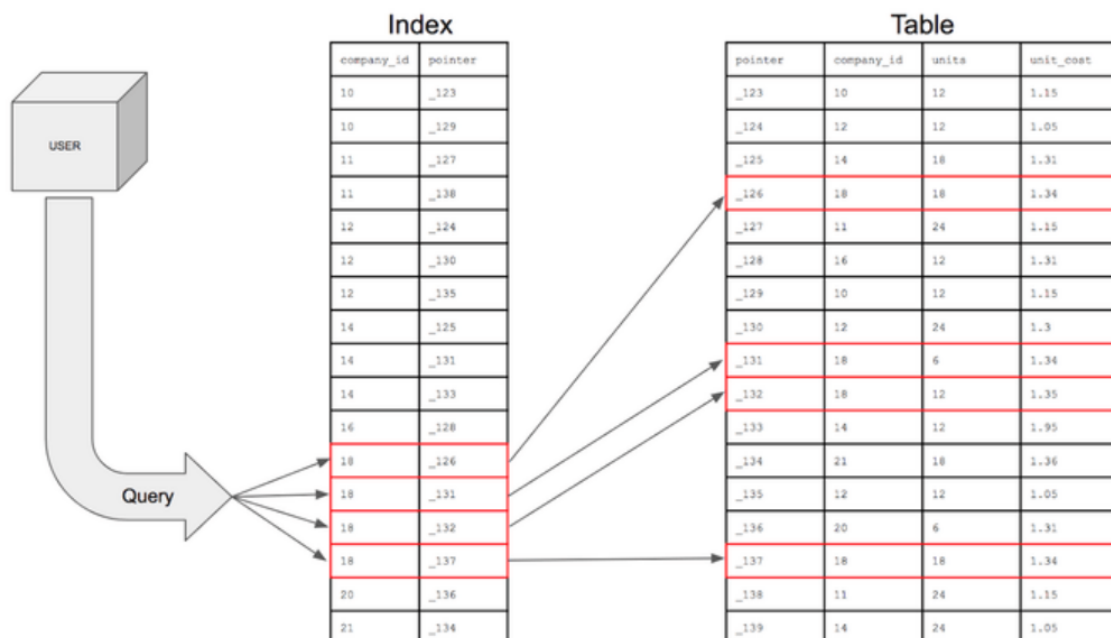 Index
Table
company_id pointer
pointer company_id units unit_cost
10 _123
_123 10 12 1.15
10 _129
_124 12 12 1.05
USER
11 _127
_125 14 18 1.31
11 _138
_126 18 18 1.34
12 _124
_127 11 24 1.15
12 _130
_128 16 12 1.31
12 _135
_129 10 12 1.15
14 _125
_130 12 24 1.3
14 _131
_131 18 6 1.34
14 _133
_132 18 12 1.35
16 _128
_133 14 12 1.95
18 _126
_134 21 18 1.36
Query
18 _131
_135 12 12 1.05
18 _132
_136 20 6 1.31
18 _137
_137 18 18 1.34
20 _136
_138 11 24 1.15
21 _134
_139 14 24 1.05